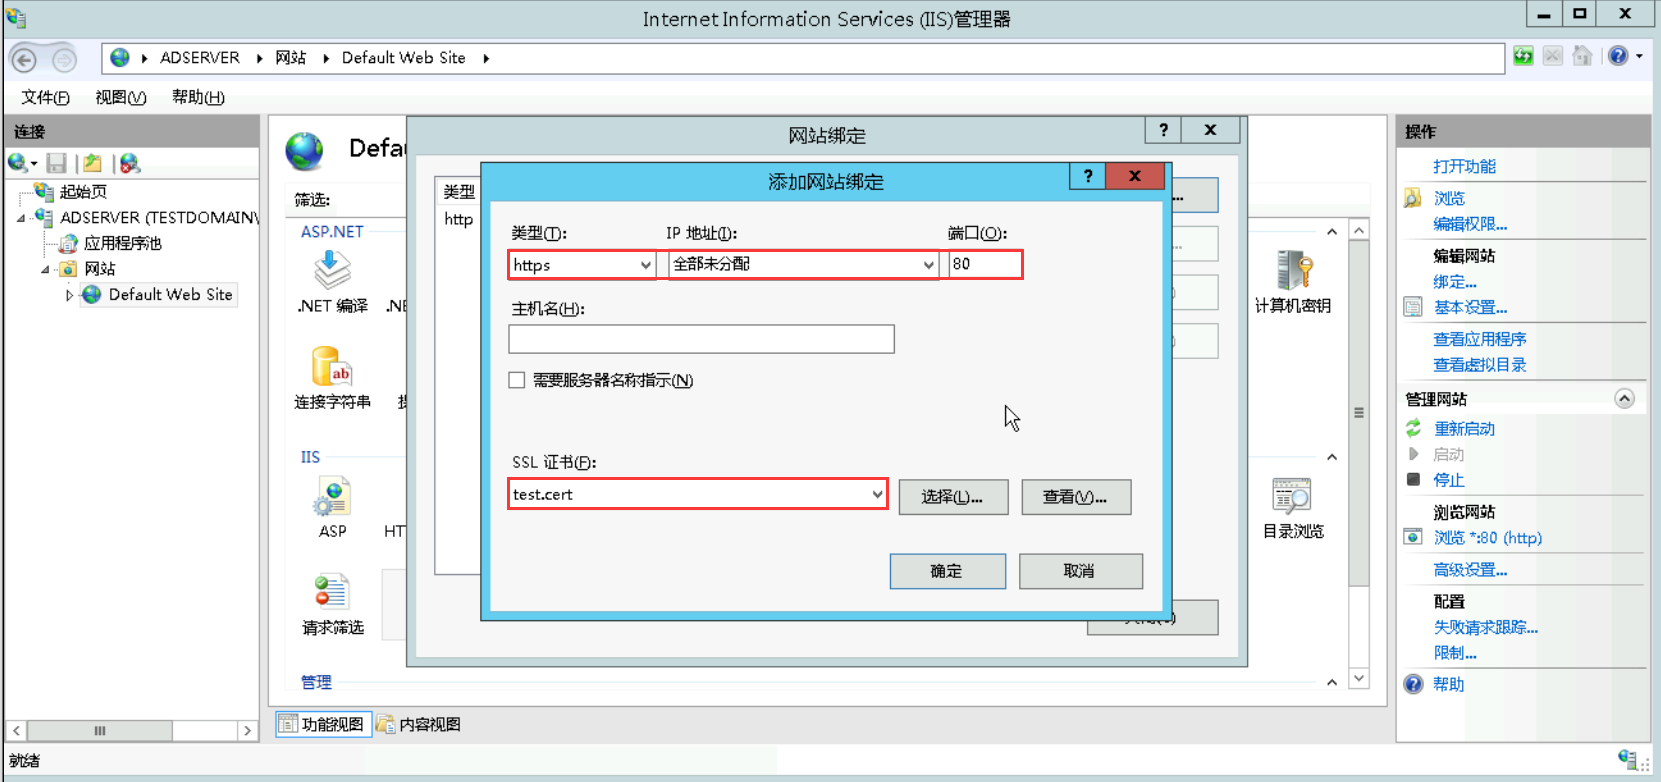 Internet Information Services (IIS)管理器
ADSERVER
网站
Default Web Site
文件(F)
视图(V)
帮助(H)
连接
起始页
ADSERVER (TESTDOMAIN\
应用程序池
网站
Default Web Site
就绪
Defau
筛选:
ASP.NET
.NET 编译
.NE
连接字符串
IIS
ASP
HT
请求筛选
管理
计算机密钥
目录浏览
功能视图
内容视图
网站绑定
?
X
类型
http
...
添加网站绑定
?
X
类型(T):
IP 地址(I):
端口(O):
https
全部未分配
80
主机名(H):
需要服务器名称指示(N)
SSL 证书(F):
test.cert
选择(L)...
查看(V)...
确定
取消
操作
打开功能
浏览
编辑权限...
编辑网站
绑定...
基本设置...
查看应用程序
查看虚拟目录
管理网站
重新启动
启动
停止
浏览网站
浏览 *:80 (http)
高级设置...
配置
失败请求跟踪...
限制...
帮助